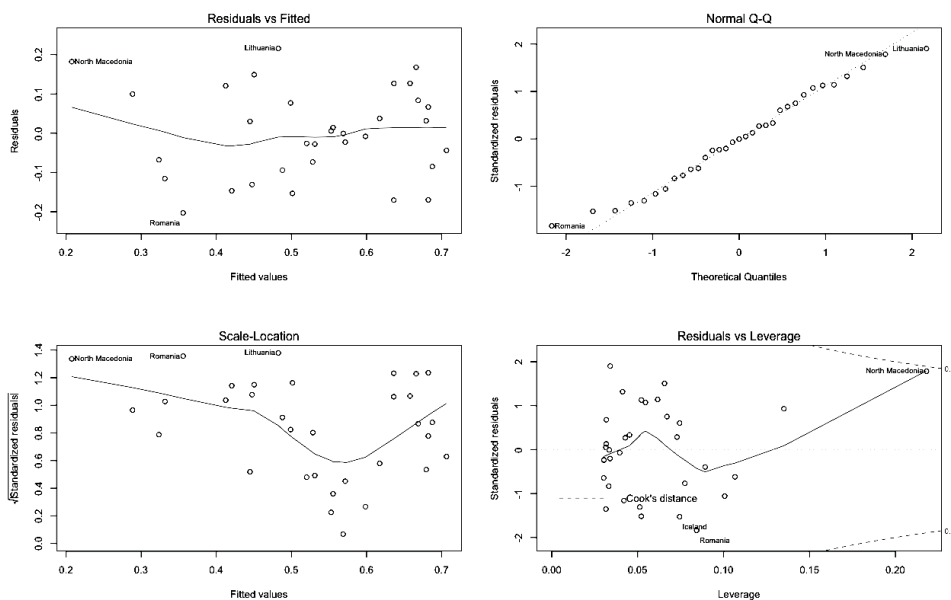 Residuals vs Fitted
Residuals
0.2
0.1
0.0
-0.1
-0.2
North Macedonia
Lithuania
Romania
0.2 0.3 0.4 0.5 0.6 0.7
Fitted values
Normal Q-Q
Standardized residuals
2
1
0
-1
North Macedonia
Lithuania
Romania
-2 -1 0 1 2
Theoretical Quantiles
Scale-Location
√|Standardized residuals|
1.4
1.2
1.0
0.8
0.6
0.4
0.2
0.0
North Macedonia
Romania
Lithuania
0.2 0.3 0.4 0.5 0.6 0.7
Fitted values
Residuals vs Leverage
Standardized residuals
2
1
0
-1
-2
North Macedonia
0.
Cook's distance
Iceland
Romania
0.
0.00 0.05 0.10 0.15 0.20
Leverage